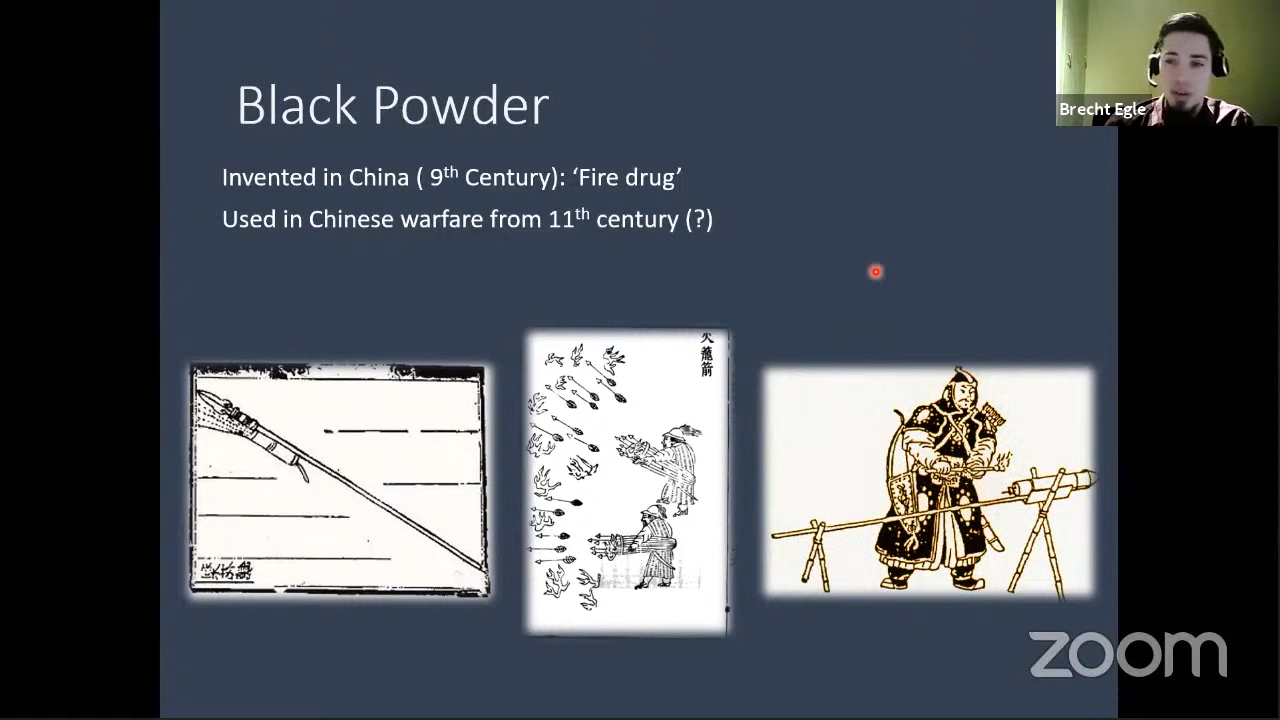 Black Powder
Invented in China ( 9th Century): ‘Fire drug’
Used in Chinese warfare from 11th century (?)
火籠箭
Brecht Egle
zoom